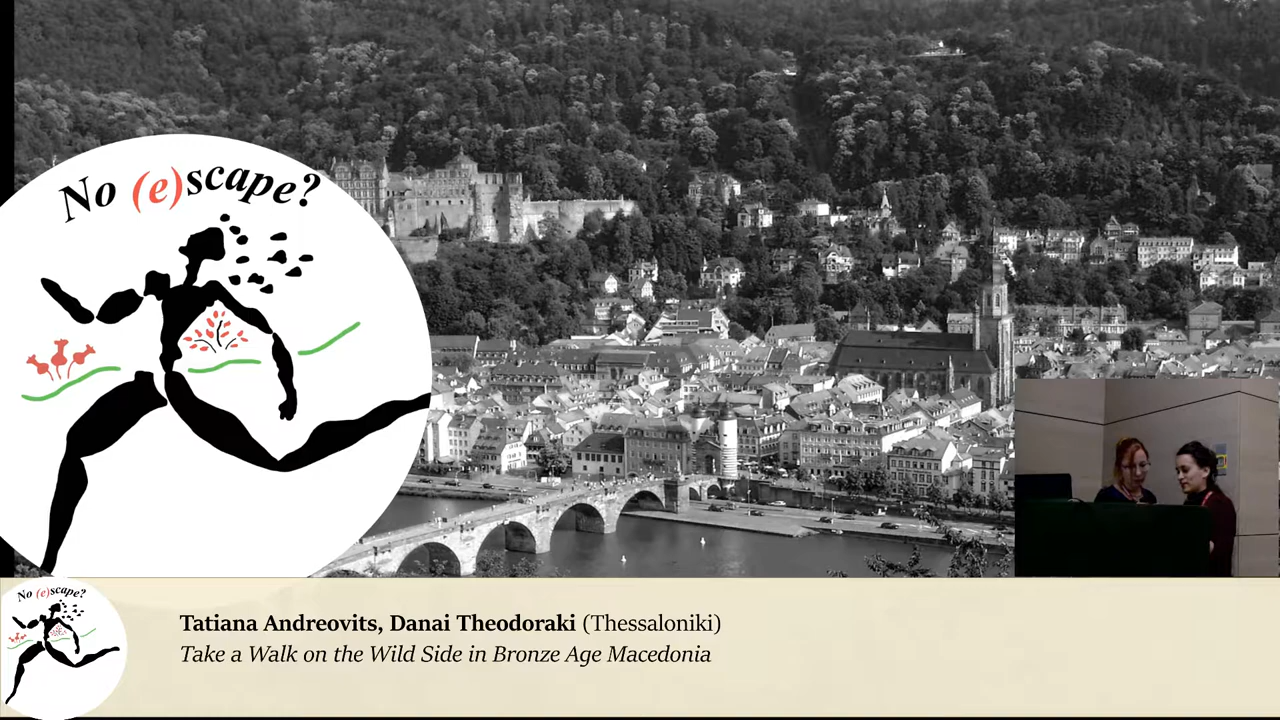 No (e)scape?
No (e)scape?
Tatiana Andreovits, Danai Theodoraki (Thessaloniki)
Take a Walk on the Wild Side in Bronze Age Macedonia